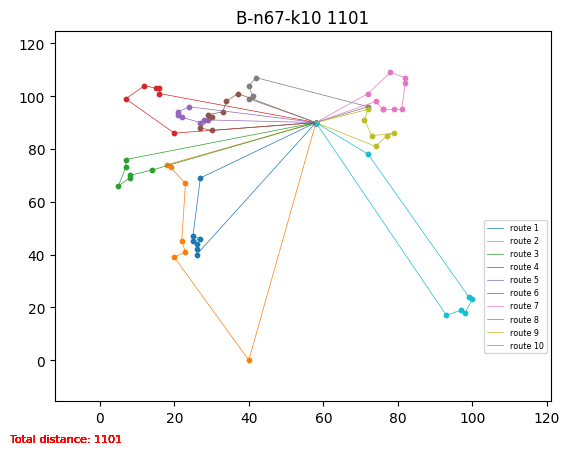 B-n67-k10 1101
120
100
80
60
40
20
0
0 20 40 60 80 100 120
route 1
route 2
route 3
route 4
route 5
route 6
route 7
route 8
route 9
route 10
Total distance: 1101